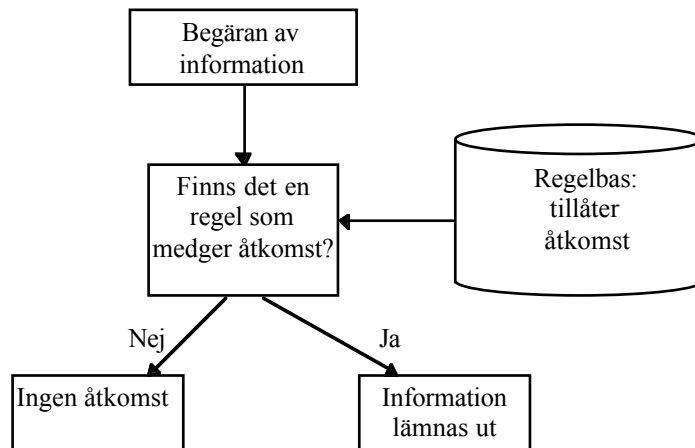 Begäran av
information
Finns det en
regel som
medger åtkomst?
Regelbas:
tillåter
åtkomst
Nej
Ja
Ingen åtkomst
Information
lämnas ut